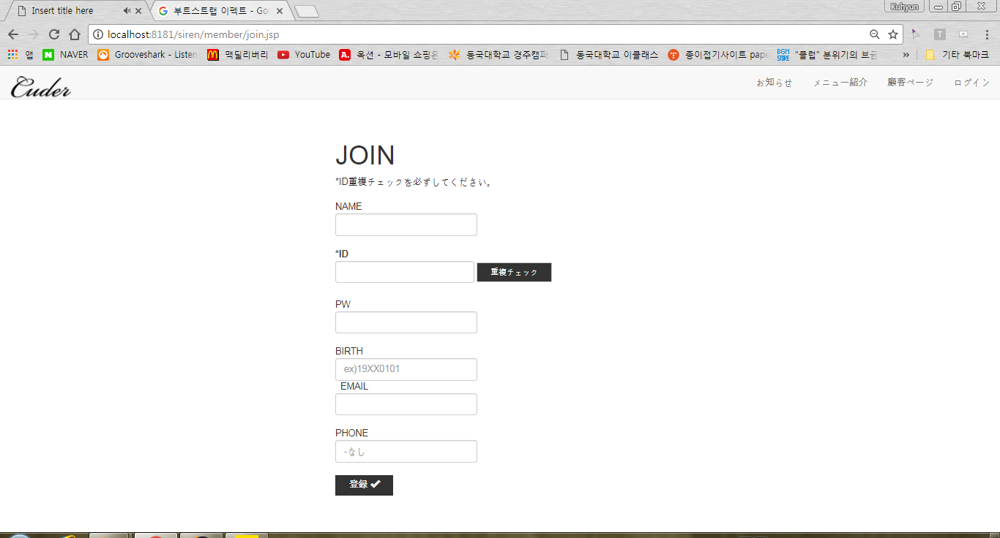 Insert title here
부트스트랩 이펙트 - Go
Kuhyun
localhost:8181/siren/member/join.jsp
앱 NAVER Grooveshark - Listen 맥딜리버리 YouTube 옥션 - 모바일 쇼핑은 동국대학교 경주캠퍼 동국대학교 이클래스 종이접기사이트 pape BGM STORE "클럽" 분위기의 브금 » 기타 북마크
Cuder お知らせ メニュー紹介 顧客ページ ログイン
JOIN
*ID重複チェックを必ずしてください。
NAME
*ID
重複チェック
PW
BIRTH
ex)19XX0101
EMAIL
PHONE
-なし
登録